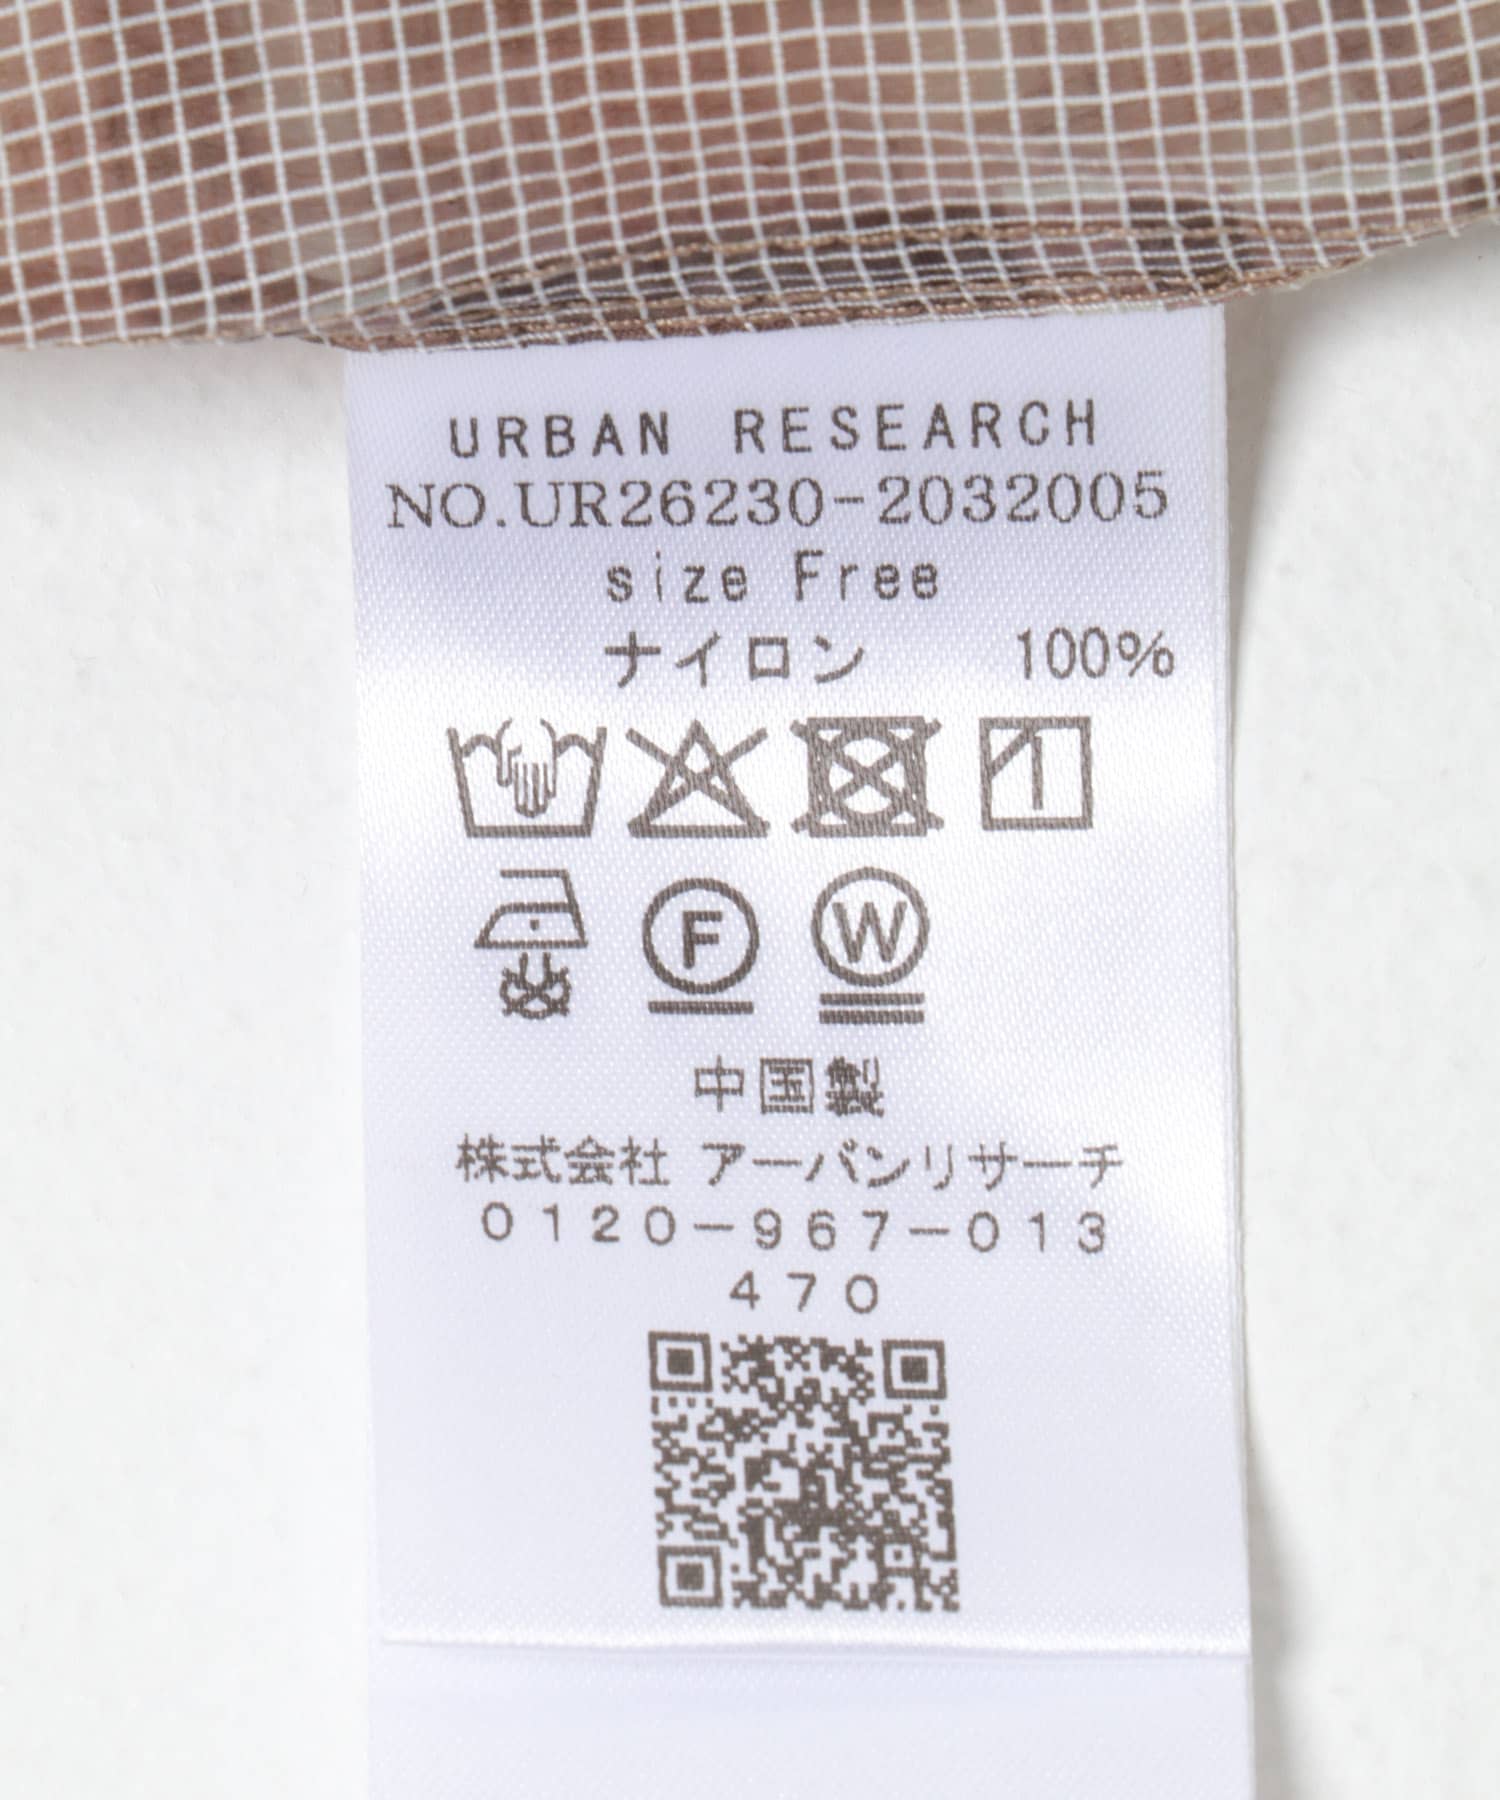 URBAN RESEARCH
NO.UR26230-2032005
size Free
ナイロン 100%
F W
中国製
株式会社 アーバンリサーチ
0120-967-013
470